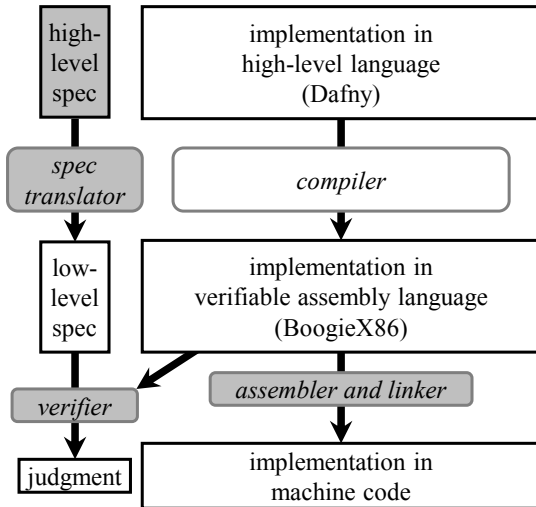 high-
level
spec
implementation in
high-level language
(Dafny)
spec
translator
compiler
low-
level
spec
implementation in
verifiable assembly language
(BoogieX86)
verifier
assembler and linker
judgment
implementation in
machine code